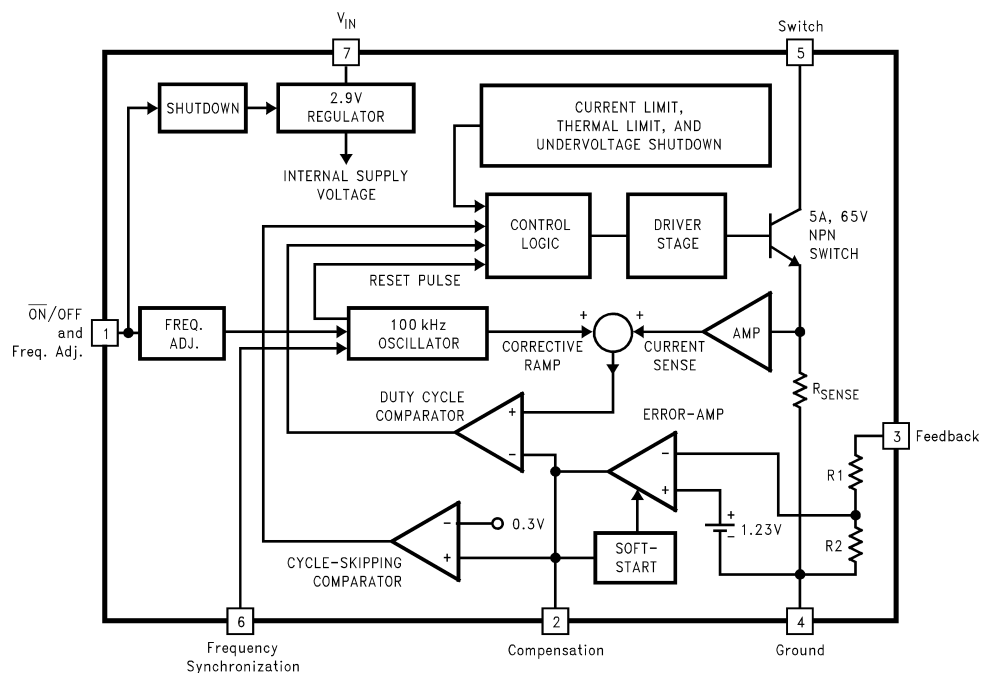 VIN
Switch
7
5
SHUTDOWN
2.9V
REGULATOR
CURRENT LIMIT,
THERMAL LIMIT, AND
UNDERVOLTAGE SHUTDOWN
INTERNAL SUPPLY
VOLTAGE
CONTROL
LOGIC
DRIVER
STAGE
5A, 65V
NPN
SWITCH
RESET PULSE
ON/OFF
and
Freq. Adj.
1
FREQ.
ADJ.
100 kHz
OSCILLATOR
+
+
CORRECTIVE
RAMP
CURRENT
SENSE
AMP
RSENSE
DUTY CYCLE
COMPARATOR
+
−
ERROR-AMP
−
+
3
Feedback
R1
R2
+
−
1.23V
−
+
0.3V
CYCLE-SKIPPING
COMPARATOR
SOFT-
START
6
2
4
Frequency
Synchronization
Compensation
Ground